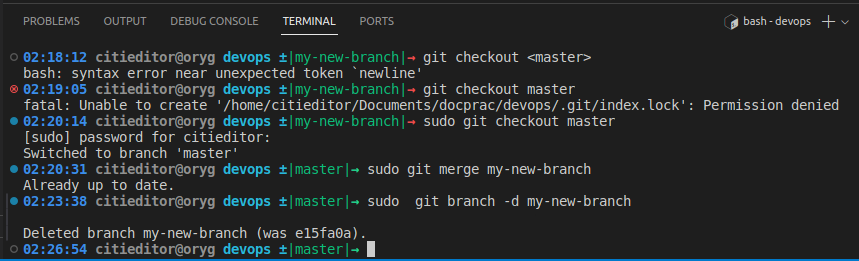 PROBLEMS OUTPUT DEBUG CONSOLE TERMINAL PORTS bash - devops
02:18:12 citieditor@oryg devops ±|my-new-branch|→ git checkout <master>
bash: syntax error near unexpected token `newline'
02:19:05 citieditor@oryg devops ±|my-new-branch|→ git checkout master
fatal: Unable to create '/home/citieditor/Documents/docprac/devops/.git/index.lock': Permission denied
02:20:14 citieditor@oryg devops ±|my-new-branch|→ sudo git checkout master
[sudo] password for citieditor:
Switched to branch 'master'
02:20:31 citieditor@oryg devops ±|master|→ sudo git merge my-new-branch
Already up to date.
02:23:38 citieditor@oryg devops ±|master|→ sudo  git branch -d my-new-branch
Deleted branch my-new-branch (was e15fa0a).
02:26:54 citieditor@oryg devops ±|master|→